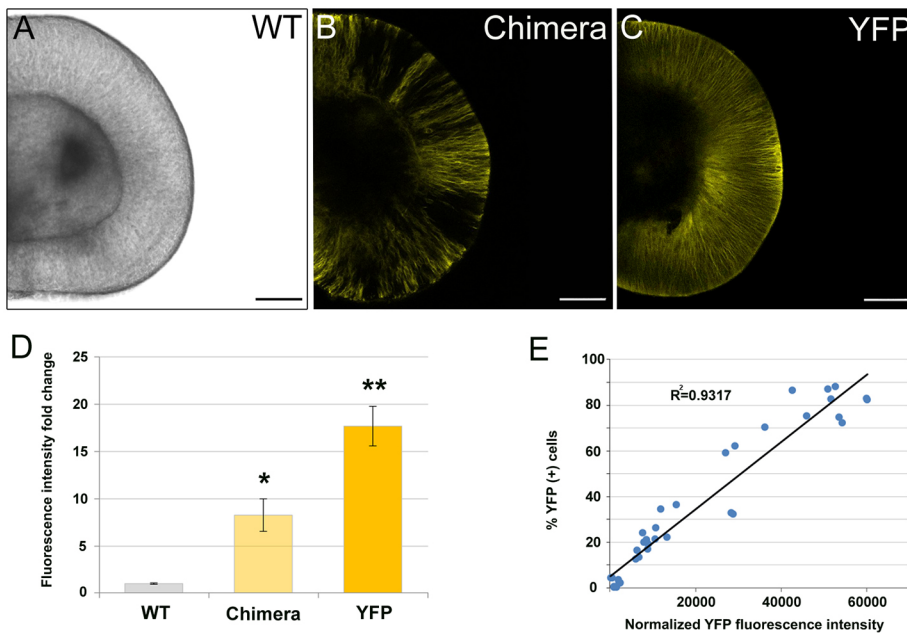 A WT
B Chimera
C YFP
D
Fluorescence intensity fold change
25
20
15
10
5
0
*
**
WT Chimera YFP
E
% YFP (+) cells
100
80
60
40
20
0
R²=0.9317
20000 40000 60000
Normalized YFP fluorescence intensity